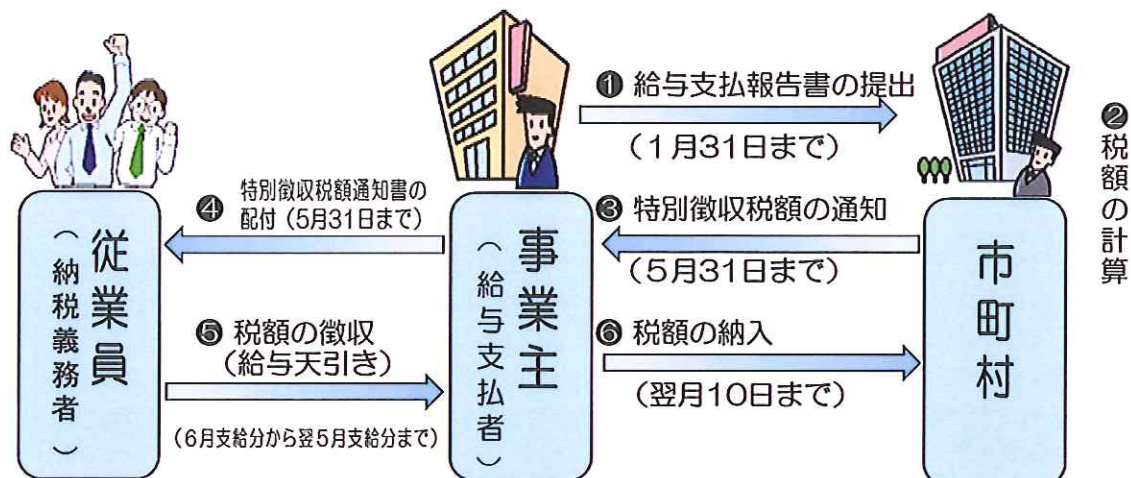 ❶ 給与支払報告書の提出
(1月31日まで)
❷税額の計算
❸ 特別徴収税額の通知
(5月31日まで)
❹ 特別徴収税額通知書の
配付(5月31日まで)
❺ 税額の徴収
(給与天引き)
(6月支給分から翌5月支給分まで)
❻ 税額の納入
(翌月10日まで)
従業員
(納税義務者)
事業主
(給与支払者)
市町村